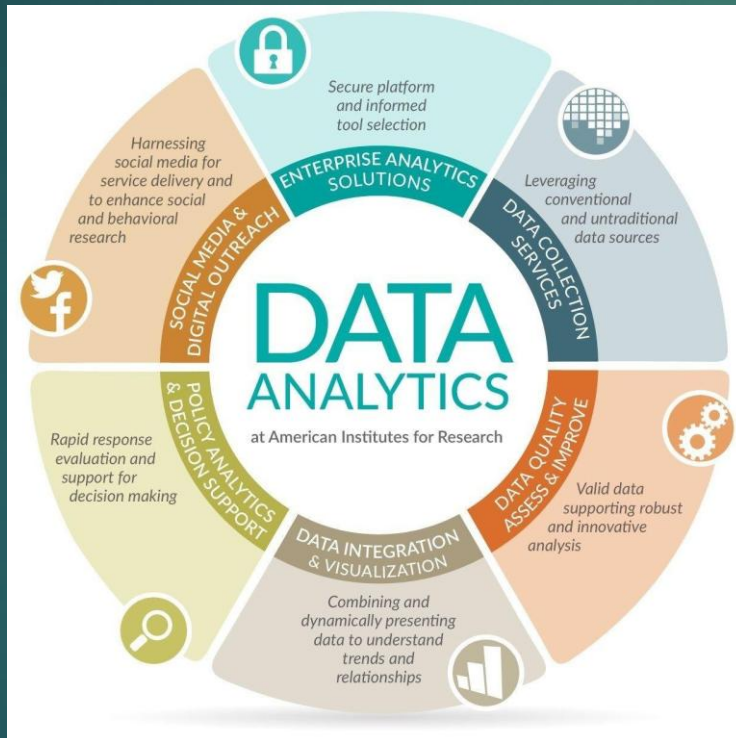 DATA
ANALYTICS
at American Institutes for Research
ENTERPRISE ANALYTICS
SOLUTIONS
Secure platform
and informed
tool selection
DATA COLLECTION
SERVICES
Leveraging
conventional
and untraditional
data sources
DATA QUALITY
ASSESS & IMPROVE
Valid data
supporting robust
and innovative
analysis
DATA INTEGRATION
& VISUALIZATION
Combining and
dynamically presenting
data to understand
trends and
relationships
POLICY ANALYTICS
& DECISION SUPPORT
Rapid response
evaluation and
support for
decision making
SOCIAL MEDIA &
DIGITAL OUTREACH
Harnessing
social media for
service delivery and
to enhance social
and behavioral
research